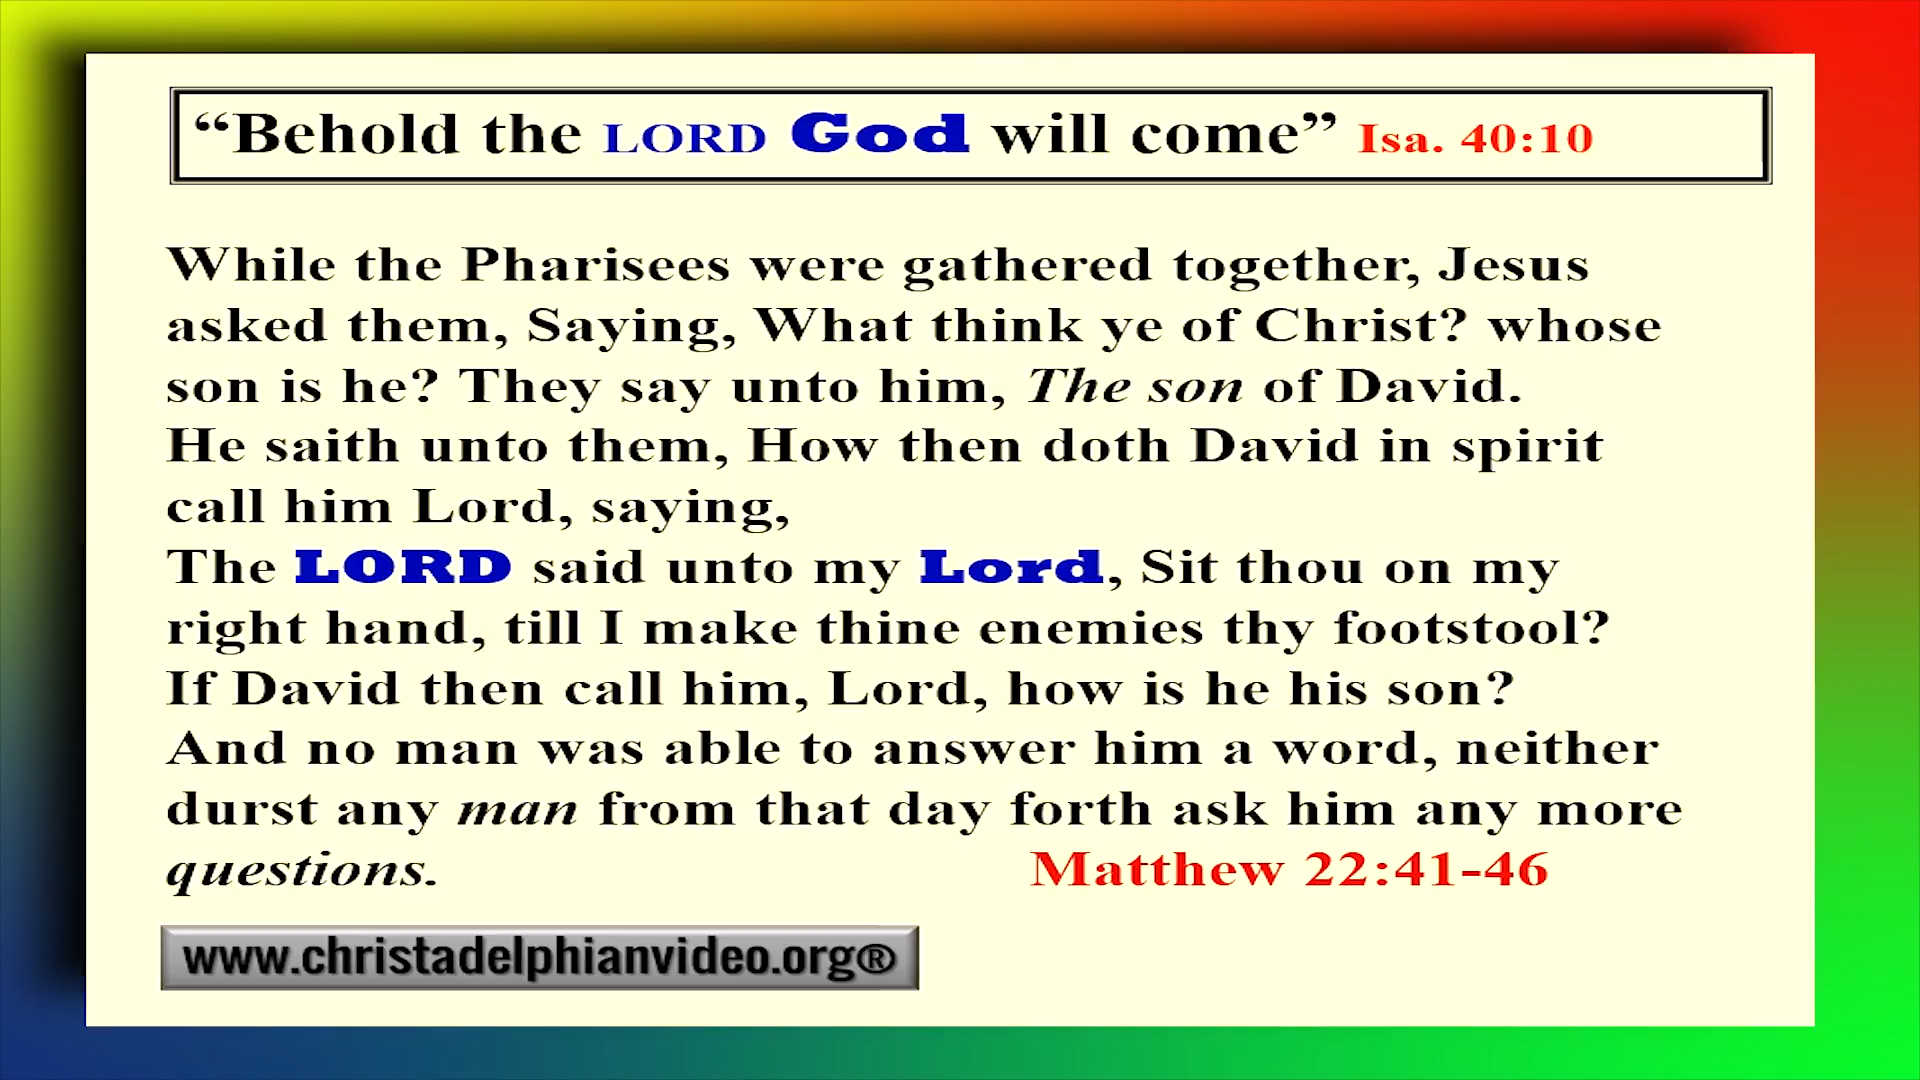 “Behold the LORD God will come” Isa. 40:10
While the Pharisees were gathered together, Jesus
asked them, Saying, What think ye of Christ? whose
son is he? They say unto him, The son of David.
He saith unto them, How then doth David in spirit
call him Lord, saying,
The LORD said unto my Lord, Sit thou on my
right hand, till I make thine enemies thy footstool?
If David then call him, Lord, how is he his son?
And no man was able to answer him a word, neither
durst any man from that day forth ask him any more
questions. Matthew 22:41-46
www.christadelphianvideo.org®